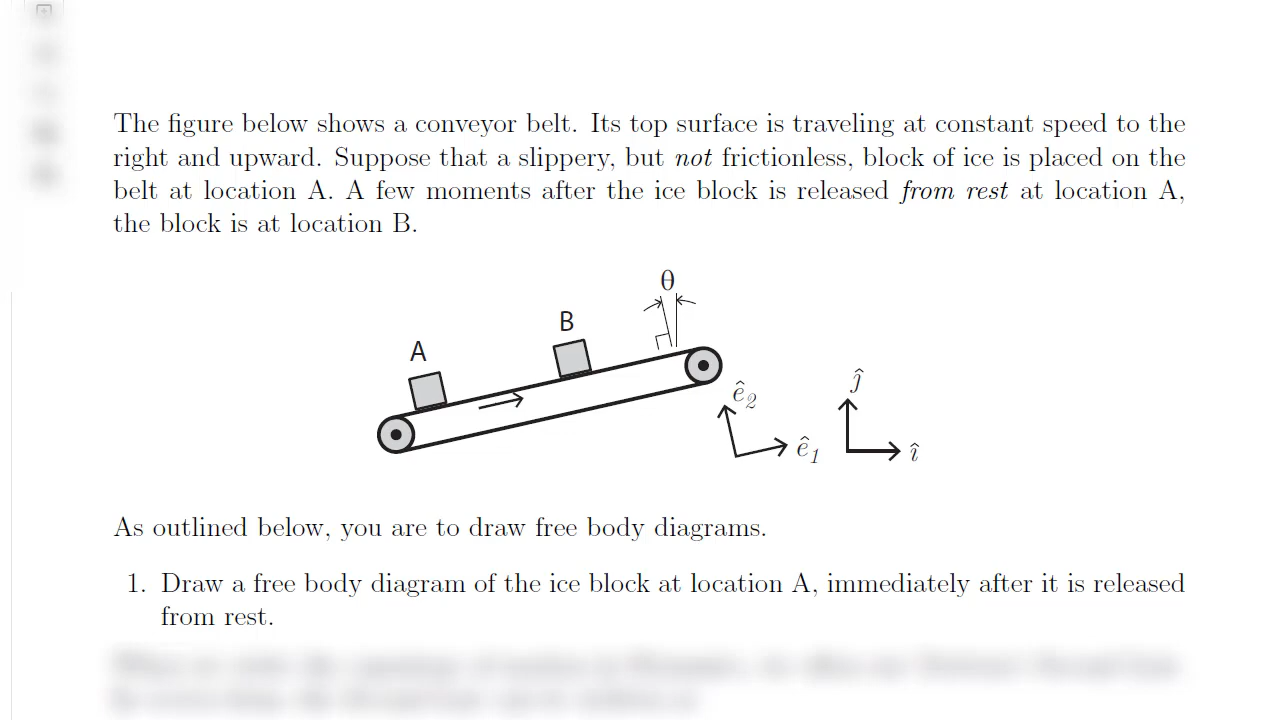 The figure below shows a conveyor belt. Its top surface is traveling at constant speed to the
right and upward. Suppose that a slippery, but not frictionless, block of ice is placed on the
belt at location A. A few moments after the ice block is released from rest at location A,
the block is at location B.
θ
B
A
ê₂
ĵ
ê₁
î
As outlined below, you are to draw free body diagrams.
1. Draw a free body diagram of the ice block at location A, immediately after it is released
from rest.